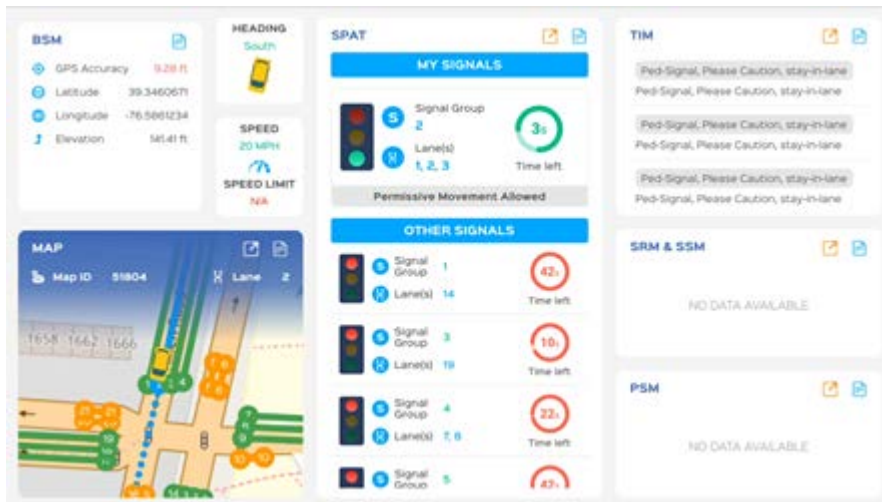 BSM
GPS Accuracy 9.28 ft
Latitude 39.3460671
Longitude -76.5861234
Elevation 141.41 ft
HEADING
South
SPEED
20 MPH
SPEED LIMIT
N/A
MAP
Map ID 51804
Lane 2
1658 1662 1666
SPAT
MY SIGNALS
S Signal Group
2
Lane(s)
1, 2, 3
3s
Time left
Permissive Movement Allowed
OTHER SIGNALS
S Signal Group 1
Lane(s) 14
42s
Time left
S Signal Group 3
Lane(s) 19
10s
Time left
S Signal Group 4
Lane(s) 7, 6
22s
Time left
S Signal Group 5
42s
TIM
Ped-Signal, Please Caution, stay-in-lane
Ped-Signal, Please Caution, stay-in-lane
Ped-Signal, Please Caution, stay-in-lane
Ped-Signal, Please Caution, stay-in-lane
Ped-Signal, Please Caution, stay-in-lane
Ped-Signal, Please Caution, stay-in-lane
SRM & SSM
NO DATA AVAILABLE
PSM
NO DATA AVAILABLE